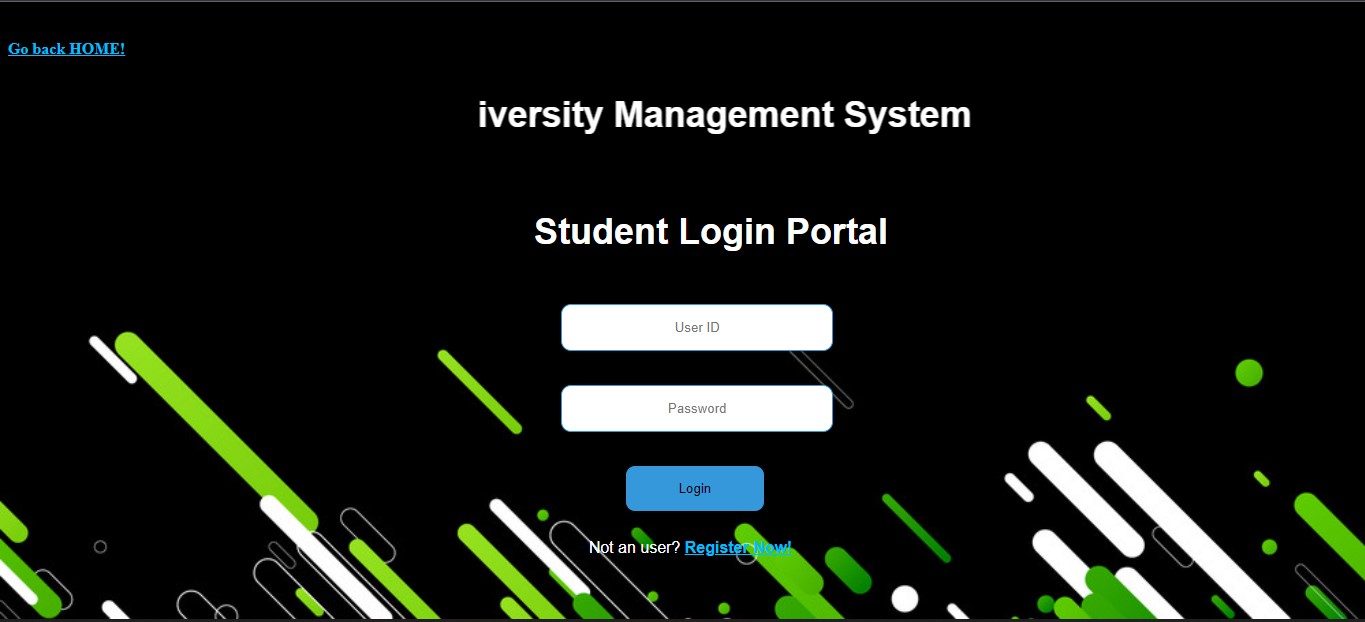 Go back HOME!
iversity Management System
Student Login Portal
User ID
Password
Login
Not an user? Register Now!